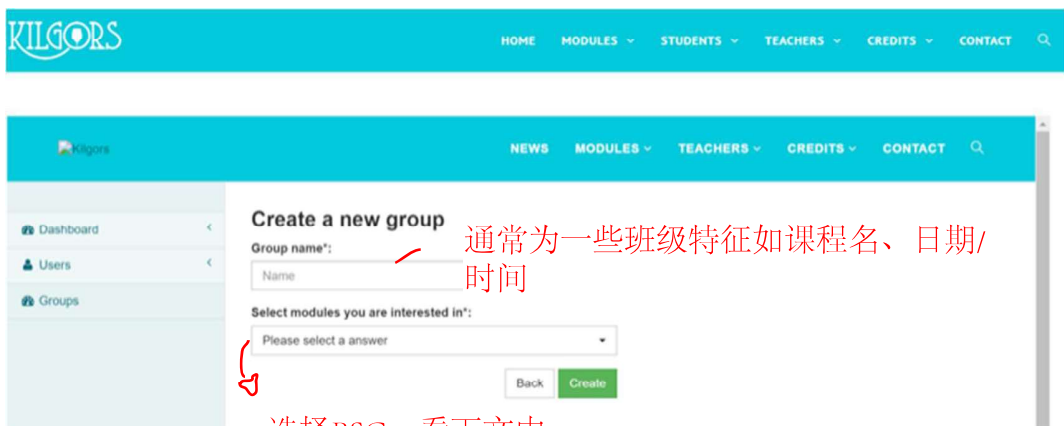 KILGORS
HOME MODULES STUDENTS TEACHERS CREDITS CONTACT
Kilgors
NEWS MODULES TEACHERS CREDITS CONTACT
Dashboard
Users
Groups
Create a new group
Group name*:
Name
通常为一些班级特征如课程名、日期/
时间
Select modules you are interested in*:
Please select a answer
Back Create